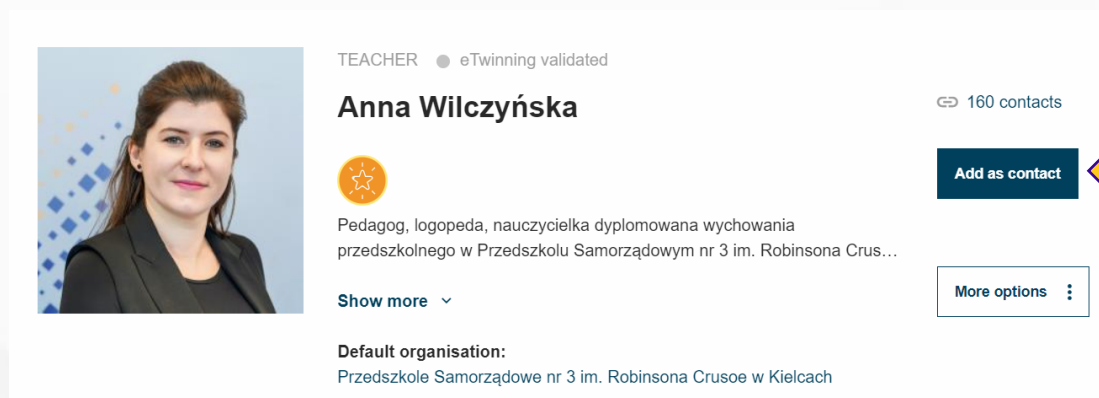 TEACHER eTwinning validated
Anna Wilczyńska
160 contacts
Add as contact
Pedagog, logopeda, nauczycielka dyplomowana wychowania
przedszkolnego w Przedszkolu Samorządowym nr 3 im. Robinsona Crus…
More options
Show more
Default organisation:
Przedszkole Samorządowe nr 3 im. Robinsona Crusoe w Kielcach